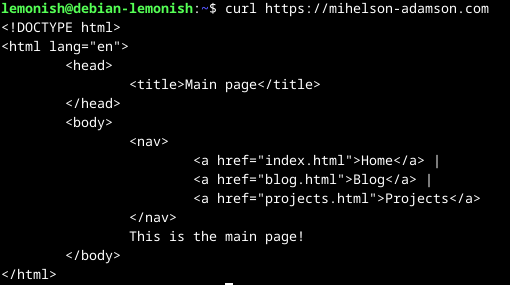 lemonish@debian-lemonish:~$ curl https://mihelson-adamson.com
<!DOCTYPE html>
<html lang="en">
<head>
<title>Main page</title>
</head>
<body>
<nav>
<a href="index.html">Home</a> |
<a href="blog.html">Blog</a> |
<a href="projects.html">Projects</a>
</nav>
This is the main page!
</body>
</html>